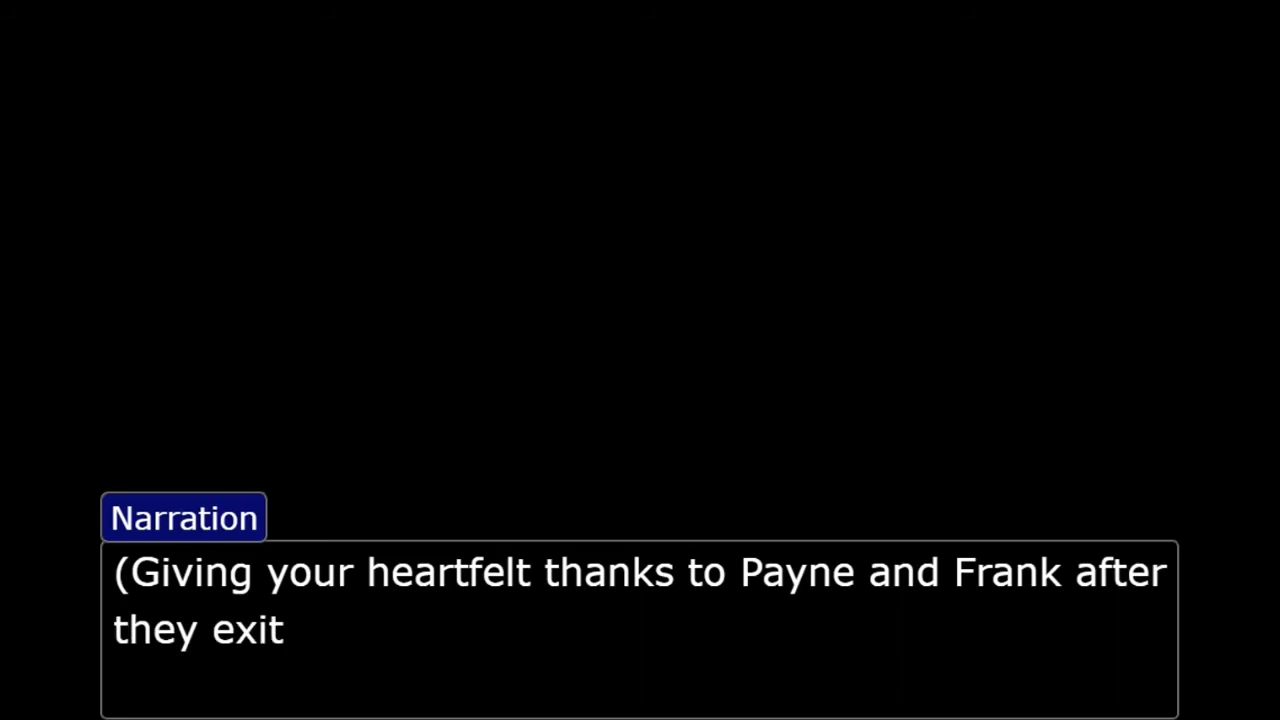 Narration
(Giving your heartfelt thanks to Payne and Frank after
they exit